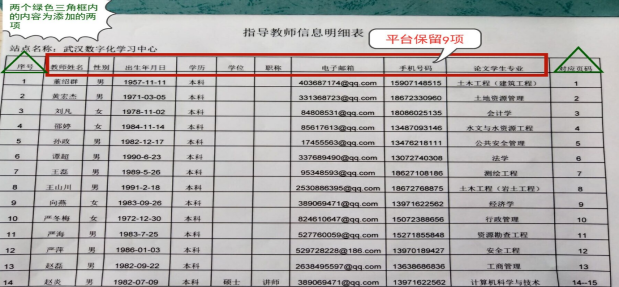 两个绿色三角框内
的内容为添加的两
项
指导教师信息明细表
平台保留9项
站点名称：武汉数字化学习中心
序号 教师姓名 性别 出生年月日 学历 学位 职称 电子邮箱 手机号码 论文学生专业 对应页码
1 董绍群 男 1957-11-11 本科 403687174@qq.com 15907148515 土木工程（建筑工程） 1
2 黄宏杰 男 1971-03-05 本科 331368723@qq.com 18672330960 土地资源管理 2
3 刘凡 女 1978-11-02 本科 84808531@qq.com 18086025135 会计学 3
4 邵婷 女 1984-11-14 本科 85617613@qq.com 13487093146 水文与水资源工程 4
5 孙政 男 1982-12-17 本科 17455563@qq.com 13476218111 公共安全管理 5
6 谭超 男 1990-6-23 本科 337689490@qq.com 13072740308 法学 6
7 王磊 男 1989-5-26 本科 95348593@qq.com 18627108186 测绘工程 7
8 王山川 男 1991-2-18 本科 2530886395@qq.com 18672768875 土木工程（岩土工程） 8
9 向燕 女 1983-09-26 本科 389069471@qq.com 13971622562 经济学 9
10 严冬梅 女 1972-12-30 本科 824610647@qq.com 15072388656 行政管理 10
11 严海 男 1983-7-25 本科 527760059@qq.com 15271855848 资源勘查工程 11
12 严萍 男 1986-01-03 本科 529728228@186.com 13970189427 安全工程 12
13 赵磊 男 1982-09-22 本科 2638495597@qq.com 13638686836 工商管理 13
14 赵炎 男 1982-07-09 本科 硕士 讲师 389069471@qq.com 13971622562 计算机科学与技术 14--15